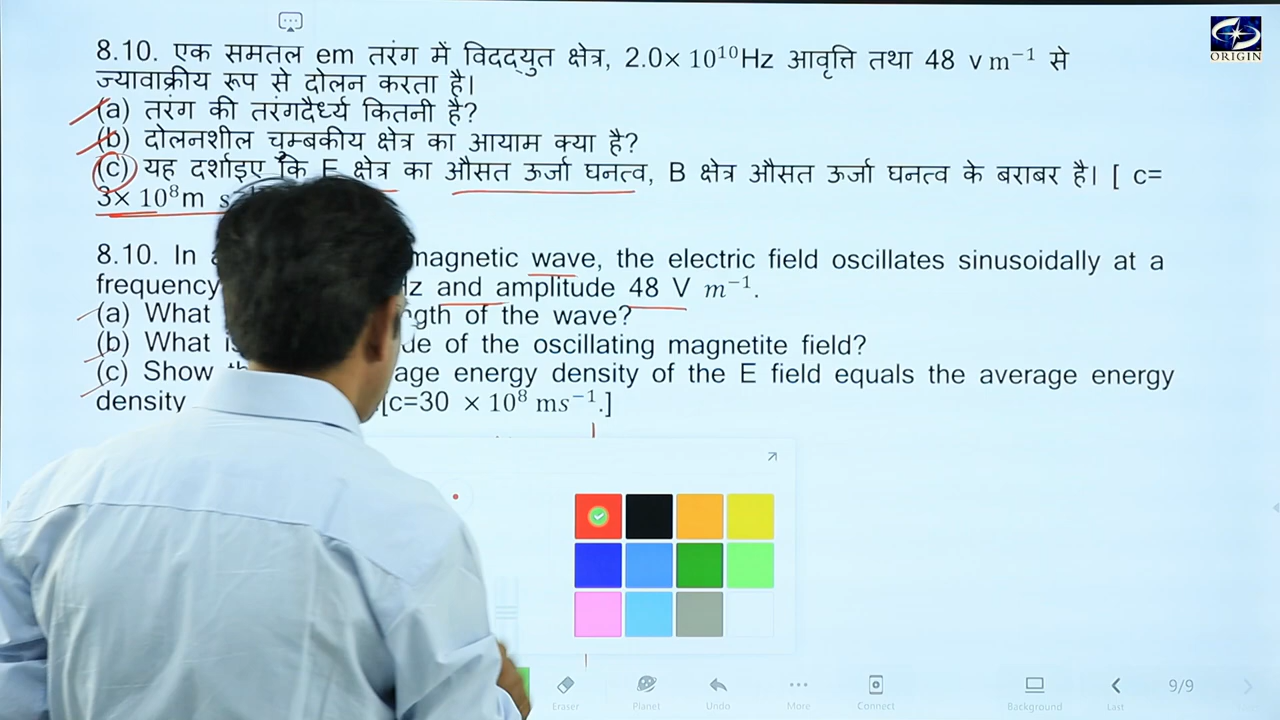 8.10. एक समतल em तरंग में विदद्युत क्षेत्र, 2.0× 10¹⁰Hz आवृत्ति तथा 48 v m⁻¹ से
ज्यावाक्रीय रूप से दोलन करता है।
(a) तरंग की तरंगदैर्ध्य कितनी है?
(b) दोलनशील चुम्बकीय क्षेत्र का आयाम क्या है?
(c) यह दर्शाइए कि E क्षेत्र का औसत ऊर्जा घनत्व, B क्षेत्र औसत ऊर्जा घनत्व के बराबर है। [ c=
3× 10⁸m s
8.10. In magnetic wave, the electric field oscillates sinusoidally at a
frequency and amplitude 48 V m⁻¹.
(a) What of the wave?
(b) What of the oscillating magnetite field?
(c) Show energy density of the E field equals the average energy
density [c=30 × 10⁸ ms⁻¹.]
ORIGIN
Eraser
Planet
Undo
More
Connect
Background
Last
9/9